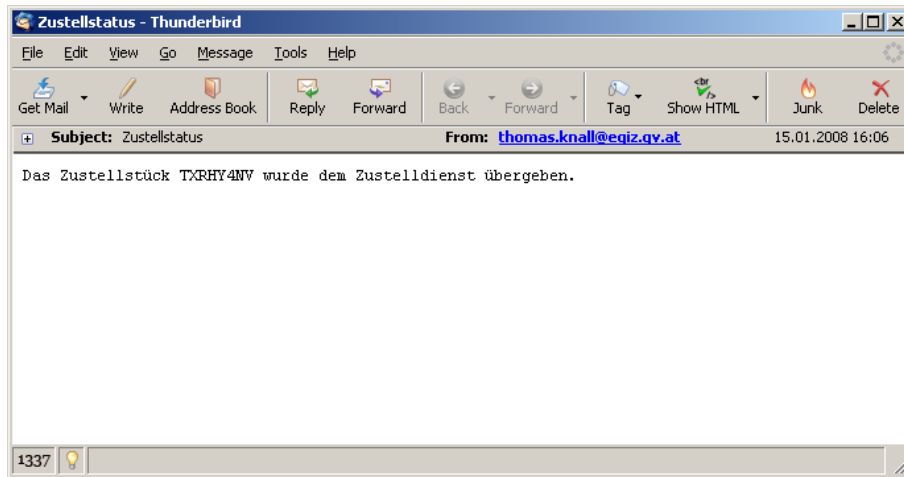 Zustellstatus - Thunderbird
File Edit View Go Message Tools Help
Get Mail Write Address Book Reply Forward Back Forward Tag <br/> Show HTML Junk Delete
Subject: Zustellstatus From: thomas.knall@egiz.gv.at 15.01.2008 16:06
Das Zustellstück TXRHY4NV wurde dem Zustelldienst übergeben.
1337